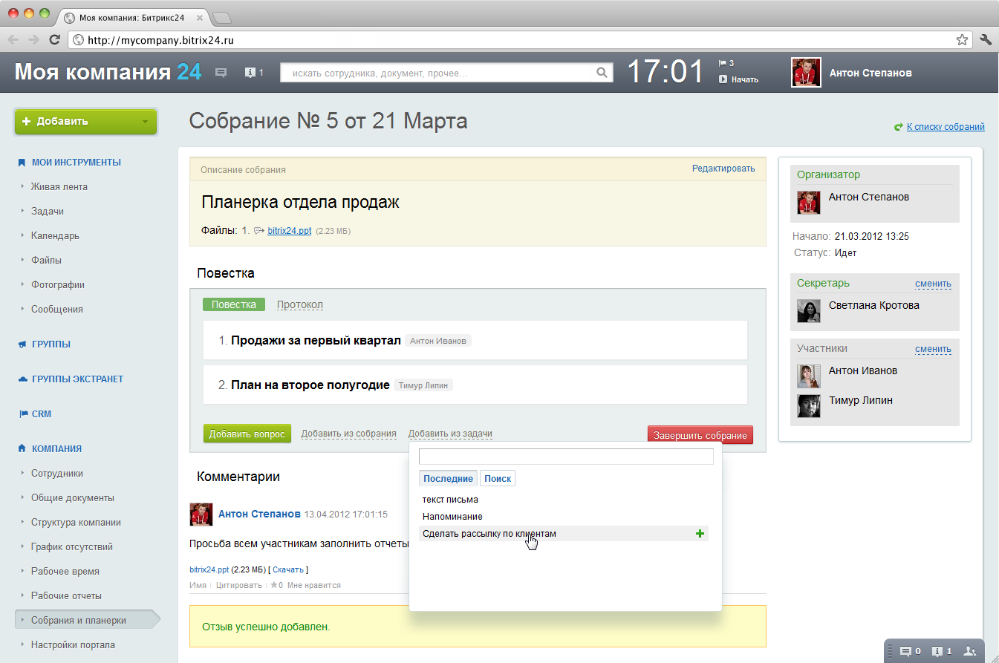 Моя компания: Битрикс24
http://mycompany.bitrix24.ru
Моя компания 24
1
искать сотрудника, документ, прочее...
17:01
3
Начать
Антон Степанов
Добавить
Собрание № 5 от 21 Марта
К списку собраний
МОИ ИНСТРУМЕНТЫ
Живая лента
Задачи
Календарь
Файлы
Фотографии
Сообщения
ГРУППЫ
ГРУППЫ ЭКСТРАНЕТ
CRM
КОМПАНИЯ
Сотрудники
Общие документы
Структура компании
График отсутствий
Рабочее время
Рабочие отчеты
Собрания и планерки
Настройки портала
Описание собрания
Редактировать
Планерка отдела продаж
Файлы: 1. bitrix24.ppt (2.23 МБ)
Повестка
Повестка Протокол
1. Продажи за первый квартал Антон Иванов
2. План на второе полугодие Тимур Липин
Добавить вопрос Добавить из собрания Добавить из задачи Завершить собрание
Последние Поиск
текст письма
Напоминание
Сделать рассылку по клиентам
Комментарии
Антон Степанов 13.04.2012 17:01:15
Просьба всем участникам заполнить отчеты
bitrix24.ppt (2.23 МБ) [ Скачать ]
Имя Цитировать 0 Мне нравится
Отзыв успешно добавлен.
Организатор
Антон Степанов
Начало: 21.03.2012 13:25
Статус: Идет
Секретарь сменить
Светлана Кротова
Участники сменить
Антон Иванов
Тимур Липин
0 1